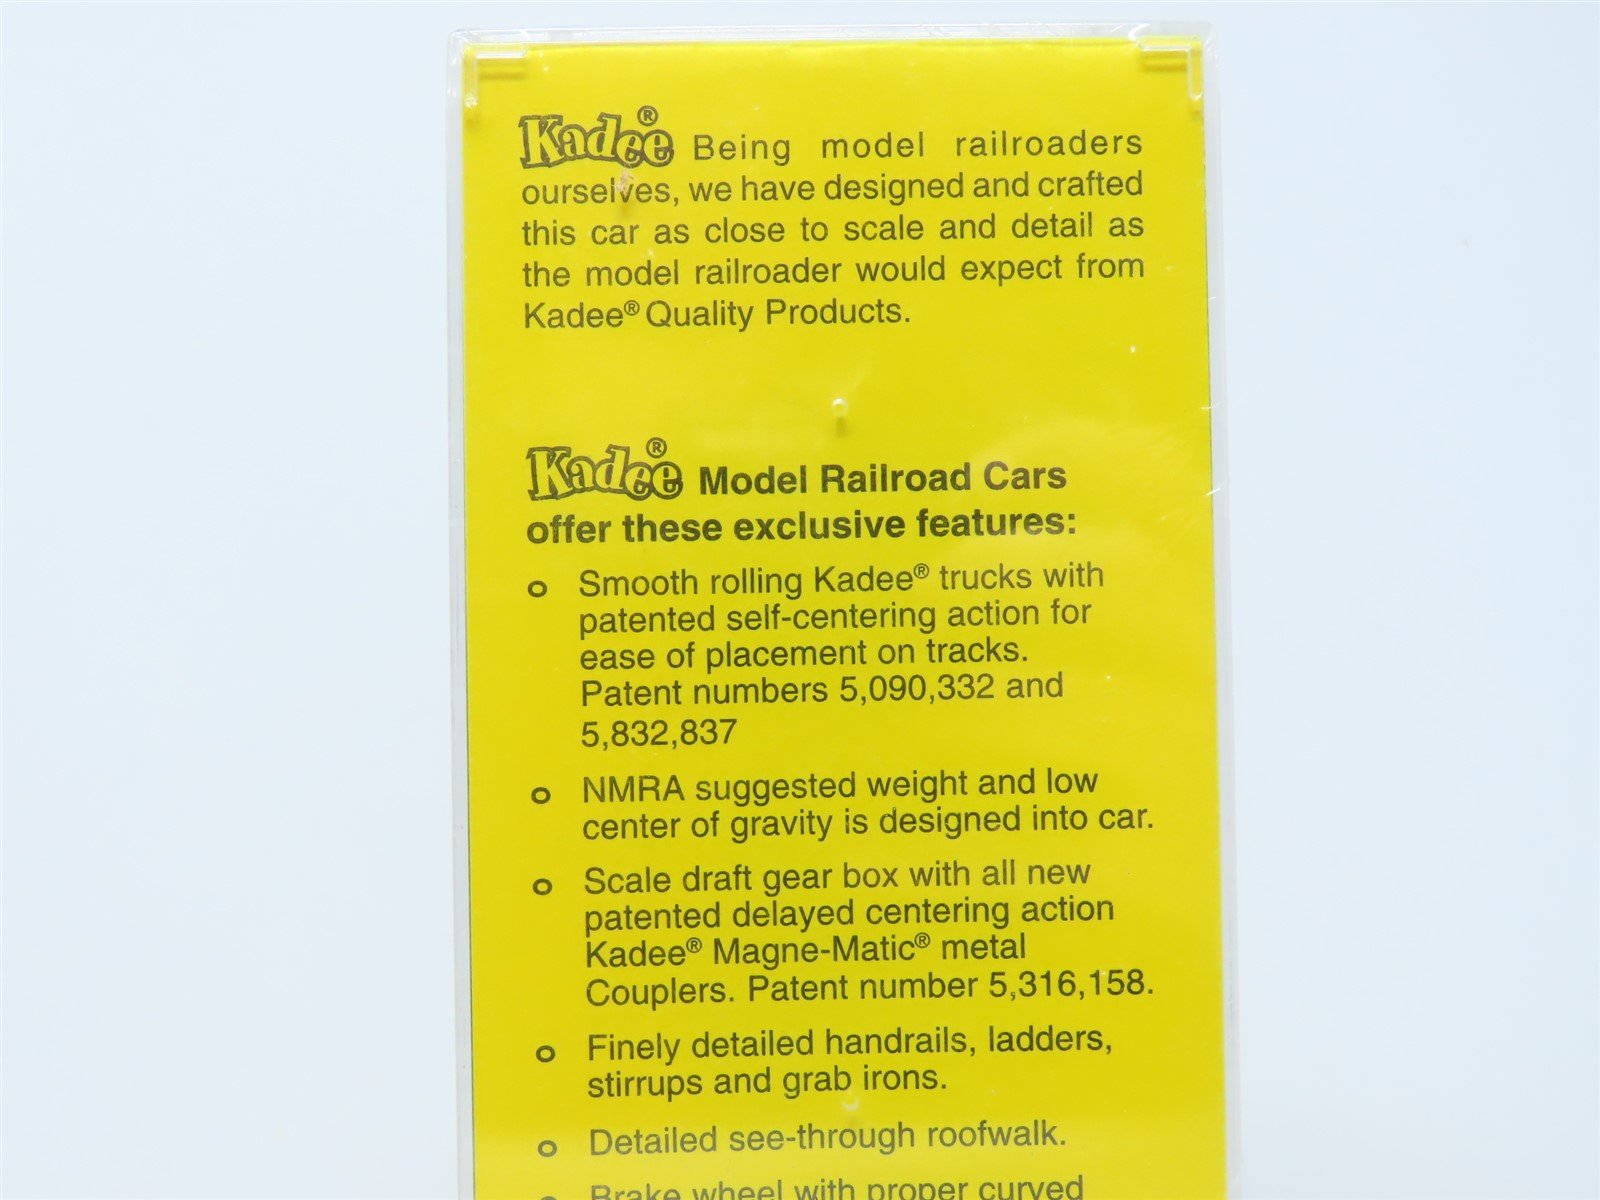 Kadee® Being model railroaders
ourselves, we have designed and crafted
this car as close to scale and detail as
the model railroader would expect from
Kadee® Quality Products.
Kadee® Model Railroad Cars
offer these exclusive features:
o Smooth rolling Kadee® trucks with
patented self-centering action for
ease of placement on tracks.
Patent numbers 5,090,332 and
5,832,837
o NMRA suggested weight and low
center of gravity is designed into car.
o Scale draft gear box with all new
patented delayed centering action
Kadee® Magne-Matic® metal
Couplers. Patent number 5,316,158.
o Finely detailed handrails, ladders,
stirrups and grab irons.
o Detailed see-through roofwalk.
o Brake wheel with proper curved